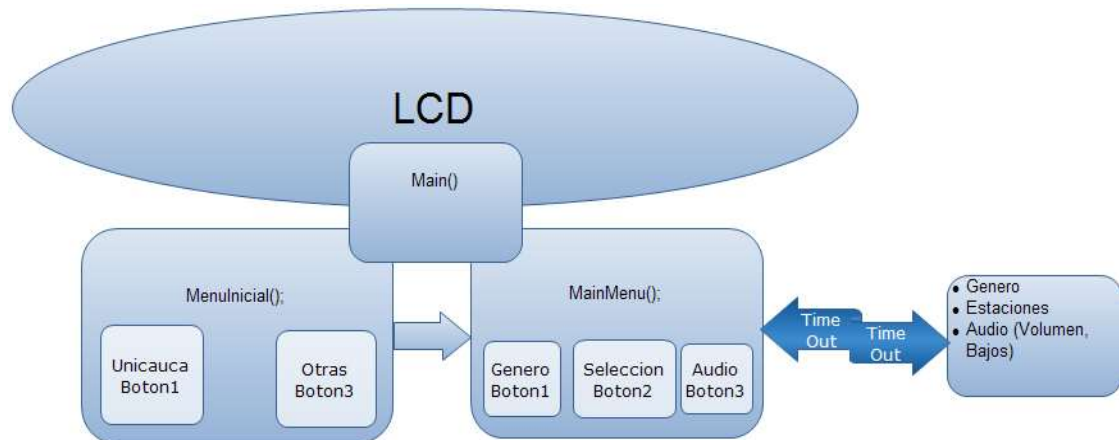 LCD
Main()
MenuInicial();
Unicauca
Boton1
Otras
Boton3
MainMenu();
Genero
Boton1
Seleccion
Boton2
Audio
Boton3
Time
Out
Time
Out
• Genero
• Estaciones
• Audio (Volumen,
Bajos)